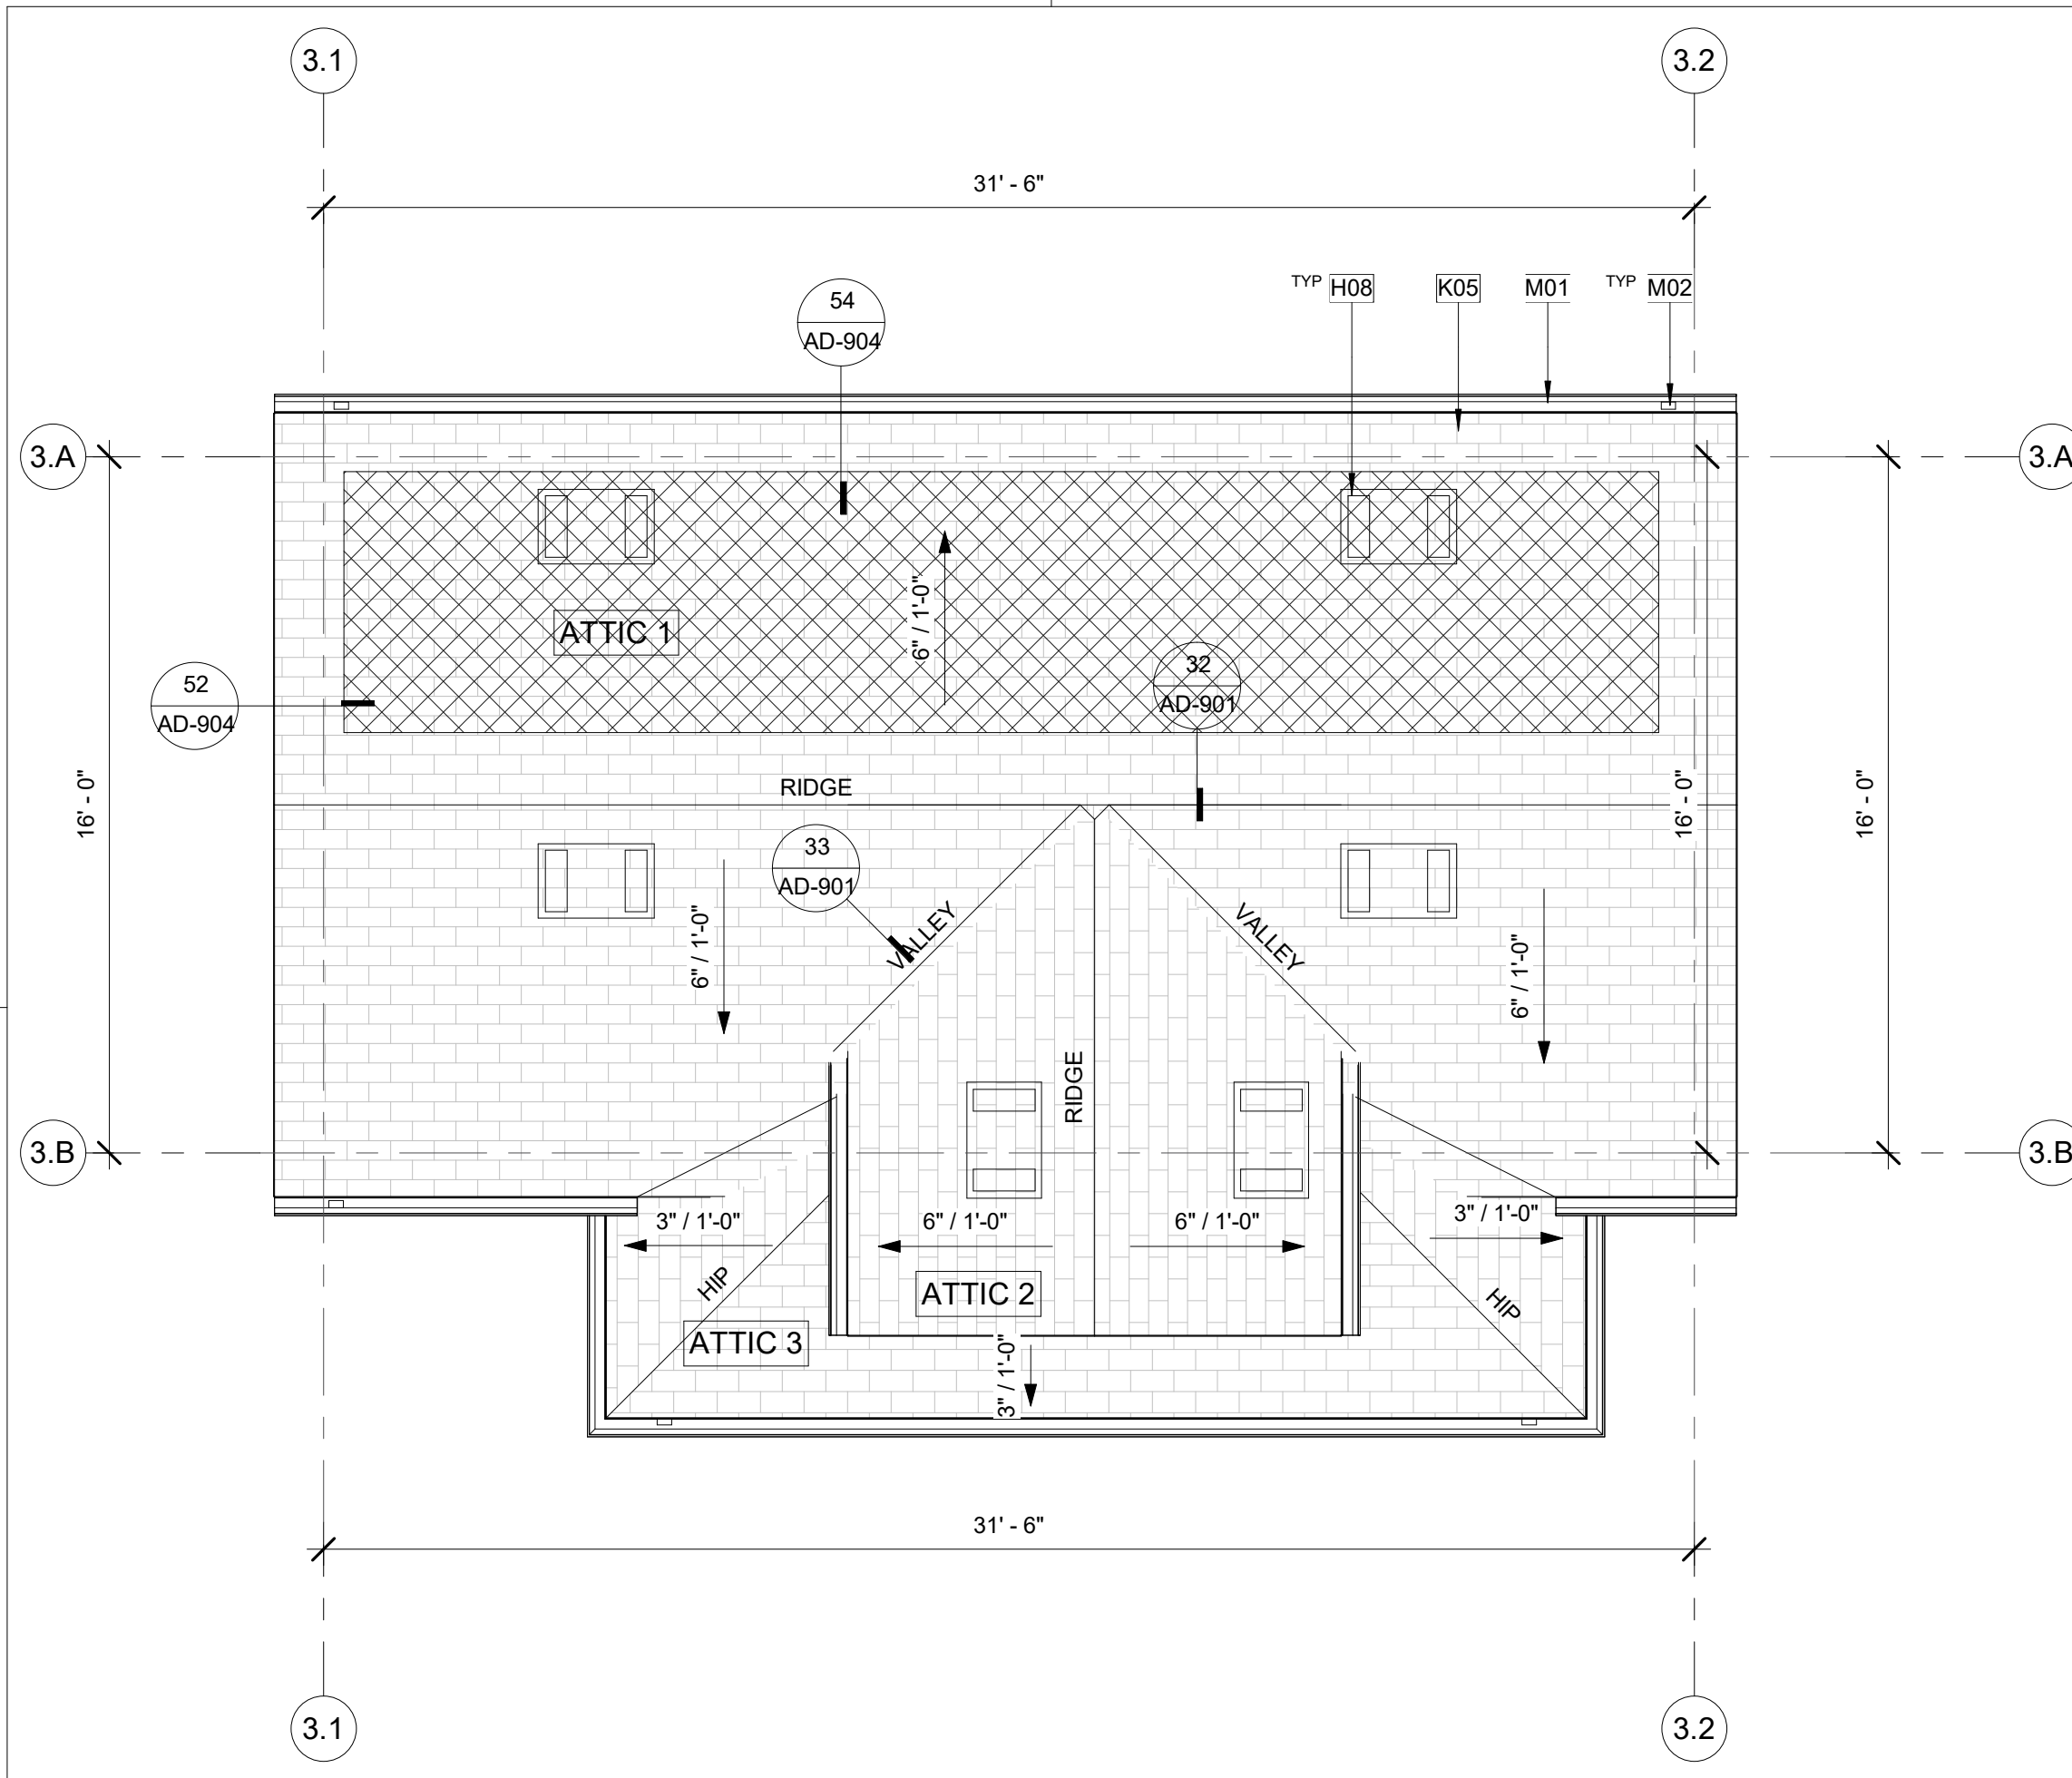 3.1
3.2
31' - 6"
54
AD-904
TYP H08
K05
M01
TYP M02
3.A
3.A
6" / 1'-0"
ATTIC 1
32
AD-901
52
AD-904
16' - 0"
RIDGE
16' - 0"
16' - 0"
33
AD-901
VALLEY
VALLEY
6" / 1'-0"
6" / 1'-0"
RIDGE
3.B
3.B
3" / 1'-0"
6" / 1'-0"
6" / 1'-0"
3" / 1'-0"
HIP
ATTIC 2
HIP
ATTIC 3
3" / 1'-0"
31' - 6"
3.1
3.2